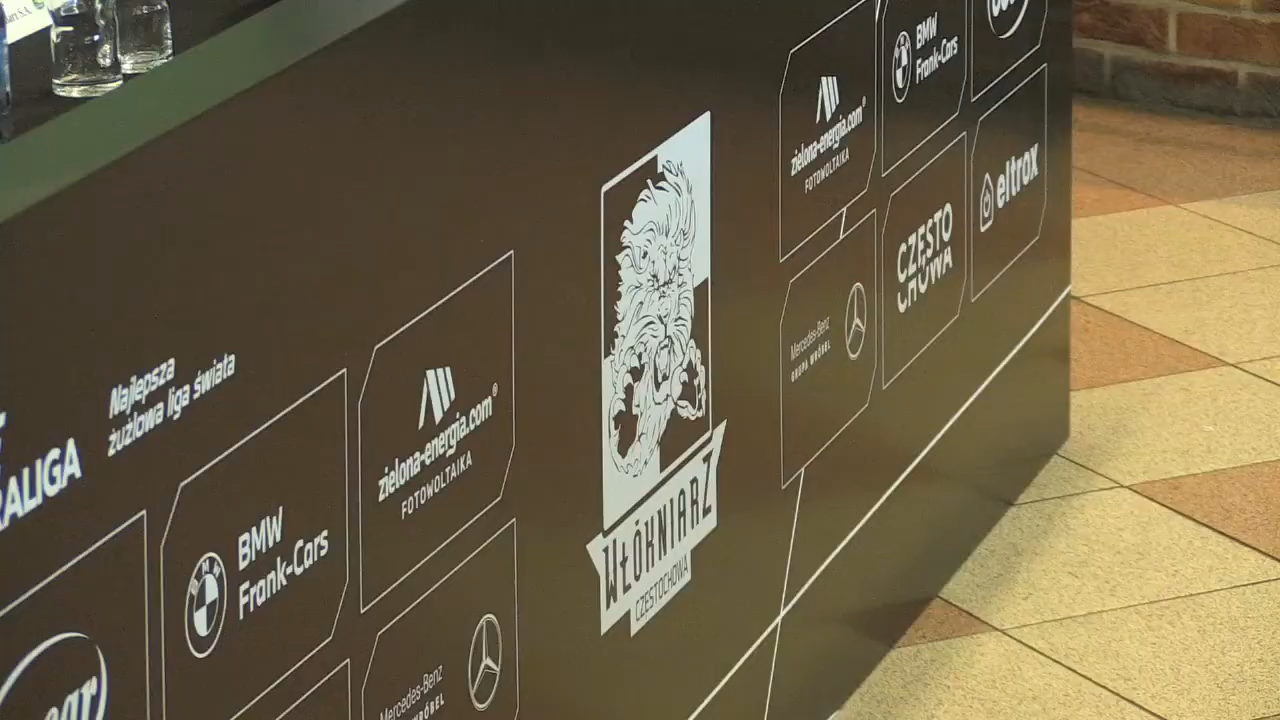 S.A.
Najlepsza
żużlowa liga świata
BMW
Frank-Cars
zielona-energia.com®
FOTOWOLTAIKA
Mercedes-Benz
WŁÓKNIARZ
CZĘSTOCHOWA
zielona-energia.com®
FOTOWOLTAIKA
BMW
Frank-Cars
Mercedes-Benz
GRUPA WRÓBEL
CZĘSTO
CHOWA
eltrox